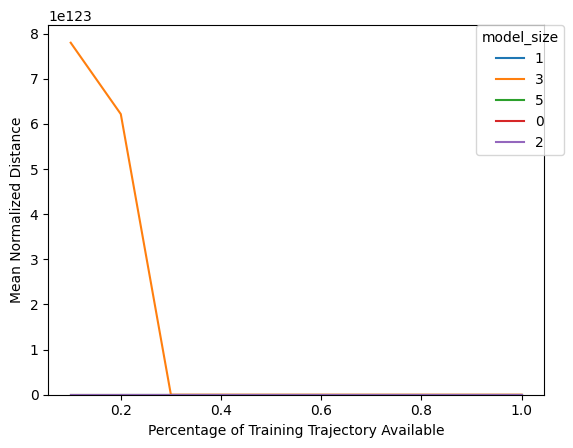 1e123
model_size
1
3
5
0
2
8
7
6
5
4
3
2
1
0
Mean Normalized Distance
0.2 0.4 0.6 0.8 1.0
Percentage of Training Trajectory Available